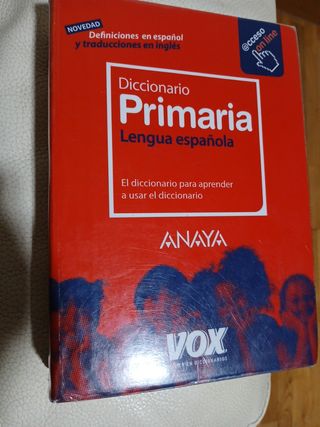 NOVEDAD
Definiciones en español
y traducciones en inglés
@cceso
on line
Diccionario
Primaria
Lengua española
El diccionario para aprender
a usar el diccionario
ANAYA
VOX
DICCIONARIOS